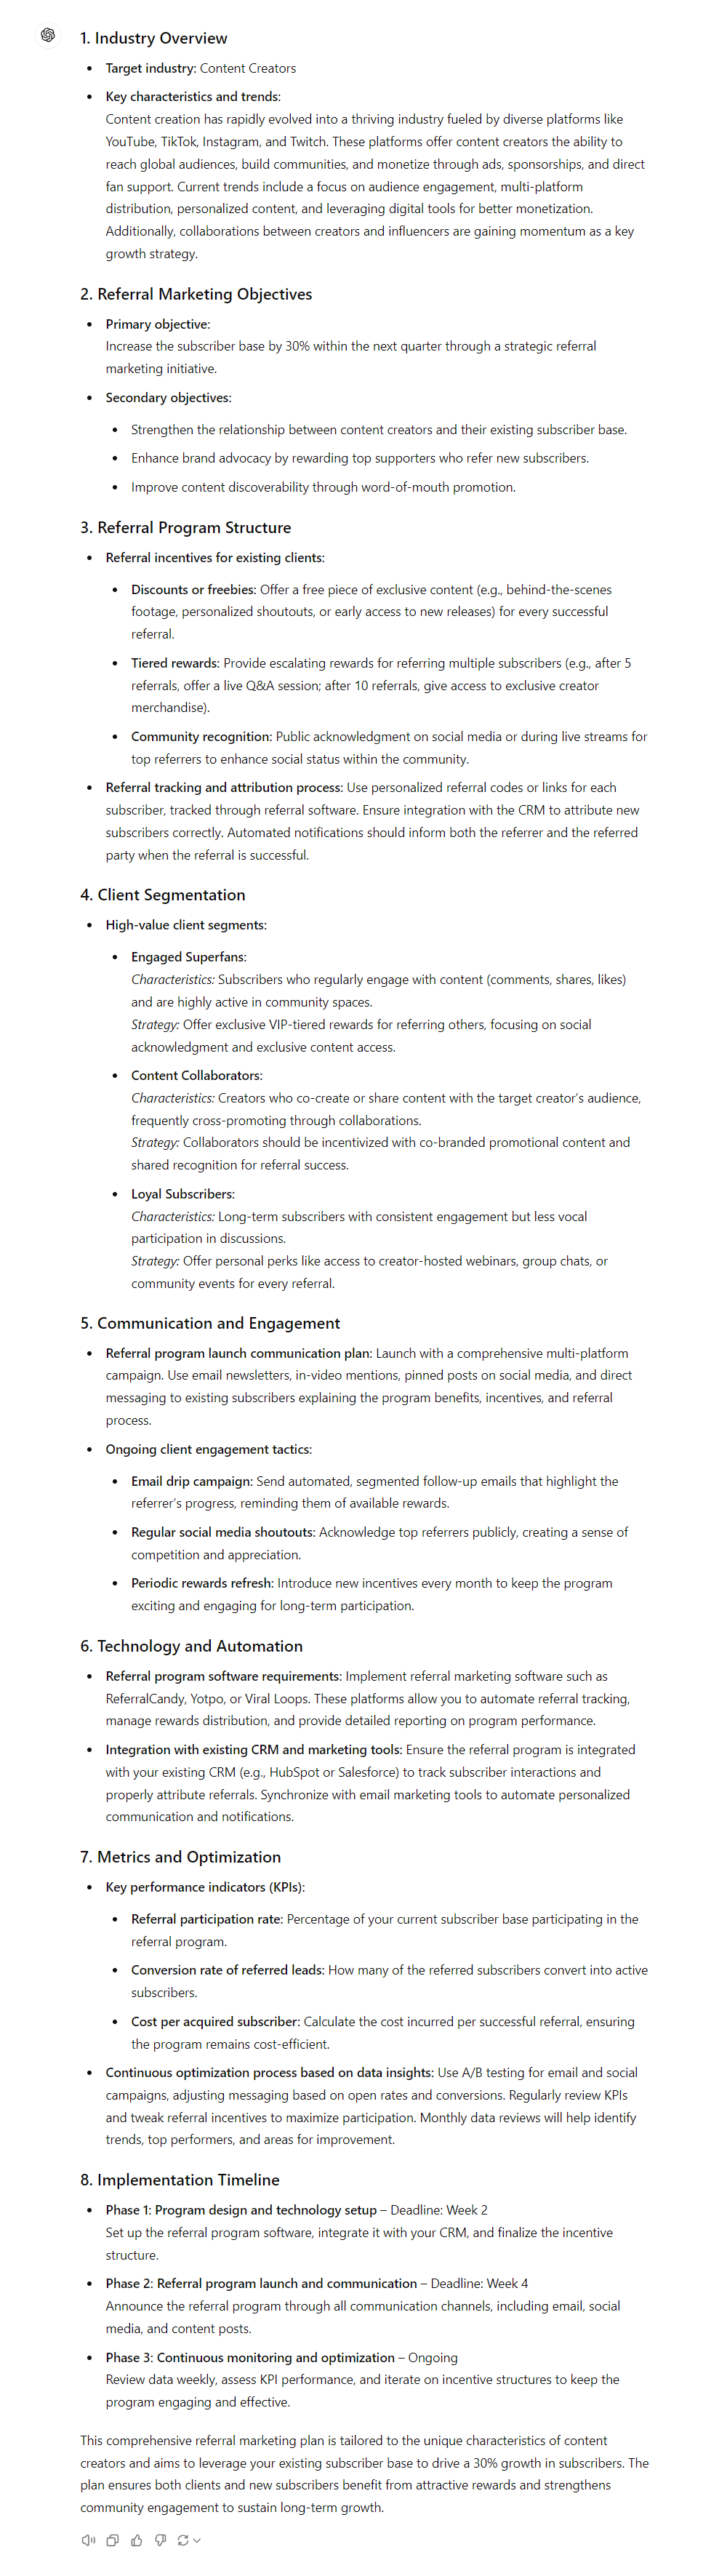 1. Industry Overview
• Target industry: Content Creators
• Key characteristics and trends:
Content creation has rapidly evolved into a thriving industry fueled by diverse platforms like
YouTube, TikTok, Instagram, and Twitch. These platforms offer content creators the ability to
reach global audiences, build communities, and monetize through ads, sponsorships, and direct
fan support. Current trends include a focus on audience engagement, multi-platform
distribution, personalized content, and leveraging digital tools for better monetization.
Additionally, collaborations between creators and influencers are gaining momentum as a key
growth strategy.
2. Referral Marketing Objectives
• Primary objective:
Increase the subscriber base by 30% within the next quarter through a strategic referral
marketing initiative.
• Secondary objectives:
• Strengthen the relationship between content creators and their existing subscriber base.
• Enhance brand advocacy by rewarding top supporters who refer new subscribers.
• Improve content discoverability through word-of-mouth promotion.
3. Referral Program Structure
• Referral incentives for existing clients:
• Discounts or freebies: Offer a free piece of exclusive content (e.g., behind-the-scenes
footage, personalized shoutouts, or early access to new releases) for every successful
referral.
• Tiered rewards: Provide escalating rewards for referring multiple subscribers (e.g., after 5
referrals, offer a live Q&A session; after 10 referrals, give access to exclusive creator
merchandise).
• Community recognition: Public acknowledgment on social media or during live streams for
top referrers to enhance social status within the community.
• Referral tracking and attribution process: Use personalized referral codes or links for each
subscriber, tracked through referral software. Ensure integration with the CRM to attribute new
subscribers correctly. Automated notifications should inform both the referrer and the referred
party when the referral is successful.
4. Client Segmentation
• High-value client segments:
• Engaged Superfans:
Characteristics: Subscribers who regularly engage with content (comments, shares, likes)
and are highly active in community spaces.
Strategy: Offer exclusive VIP-tiered rewards for referring others, focusing on social
acknowledgment and exclusive content access.
• Content Collaborators:
Characteristics: Creators who co-create or share content with the target creator's audience,
frequently cross-promoting through collaborations.
Strategy: Collaborators should be incentivized with co-branded promotional content and
shared recognition for referral success.
• Loyal Subscribers:
Characteristics: Long-term subscribers with consistent engagement but less vocal
participation in discussions.
Strategy: Offer personal perks like access to creator-hosted webinars, group chats, or
community events for every referral.
5. Communication and Engagement
• Referral program launch communication plan: Launch with a comprehensive multi-platform
campaign. Use email newsletters, in-video mentions, pinned posts on social media, and direct
messaging to existing subscribers explaining the program benefits, incentives, and referral
process.
• Ongoing client engagement tactics:
• Email drip campaign: Send automated, segmented follow-up emails that highlight the
referrer's progress, reminding them of available rewards.
• Regular social media shoutouts: Acknowledge top referrers publicly, creating a sense of
competition and appreciation.
• Periodic rewards refresh: Introduce new incentives every month to keep the program
exciting and engaging for long-term participation.
6. Technology and Automation
• Referral program software requirements: Implement referral marketing software such as
ReferralCandy, Yotpo, or Viral Loops. These platforms allow you to automate referral tracking,
manage rewards distribution, and provide detailed reporting on program performance.
• Integration with existing CRM and marketing tools: Ensure the referral program is integrated
with your existing CRM (e.g., HubSpot or Salesforce) to track subscriber interactions and
properly attribute referrals. Synchronize with email marketing tools to automate personalized
communication and notifications.
7. Metrics and Optimization
• Key performance indicators (KPIs):
• Referral participation rate: Percentage of your current subscriber base participating in the
referral program.
• Conversion rate of referred leads: How many of the referred subscribers convert into active
subscribers.
• Cost per acquired subscriber: Calculate the cost incurred per successful referral, ensuring
the program remains cost-efficient.
• Continuous optimization process based on data insights: Use A/B testing for email and social
campaigns, adjusting messaging based on open rates and conversions. Regularly review KPIs
and tweak referral incentives to maximize participation. Monthly data reviews will help identify
trends, top performers, and areas for improvement.
8. Implementation Timeline
• Phase 1: Program design and technology setup – Deadline: Week 2
Set up the referral program software, integrate it with your CRM, and finalize the incentive
structure.
• Phase 2: Referral program launch and communication – Deadline: Week 4
Announce the referral program through all communication channels, including email, social
media, and content posts.
• Phase 3: Continuous monitoring and optimization – Ongoing
Review data weekly, assess KPI performance, and iterate on incentive structures to keep the
program engaging and effective.
This comprehensive referral marketing plan is tailored to the unique characteristics of content
creators and aims to leverage your existing subscriber base to drive a 30% growth in subscribers. The
plan ensures both clients and new subscribers benefit from attractive rewards and strengthens
community engagement to sustain long-term growth.